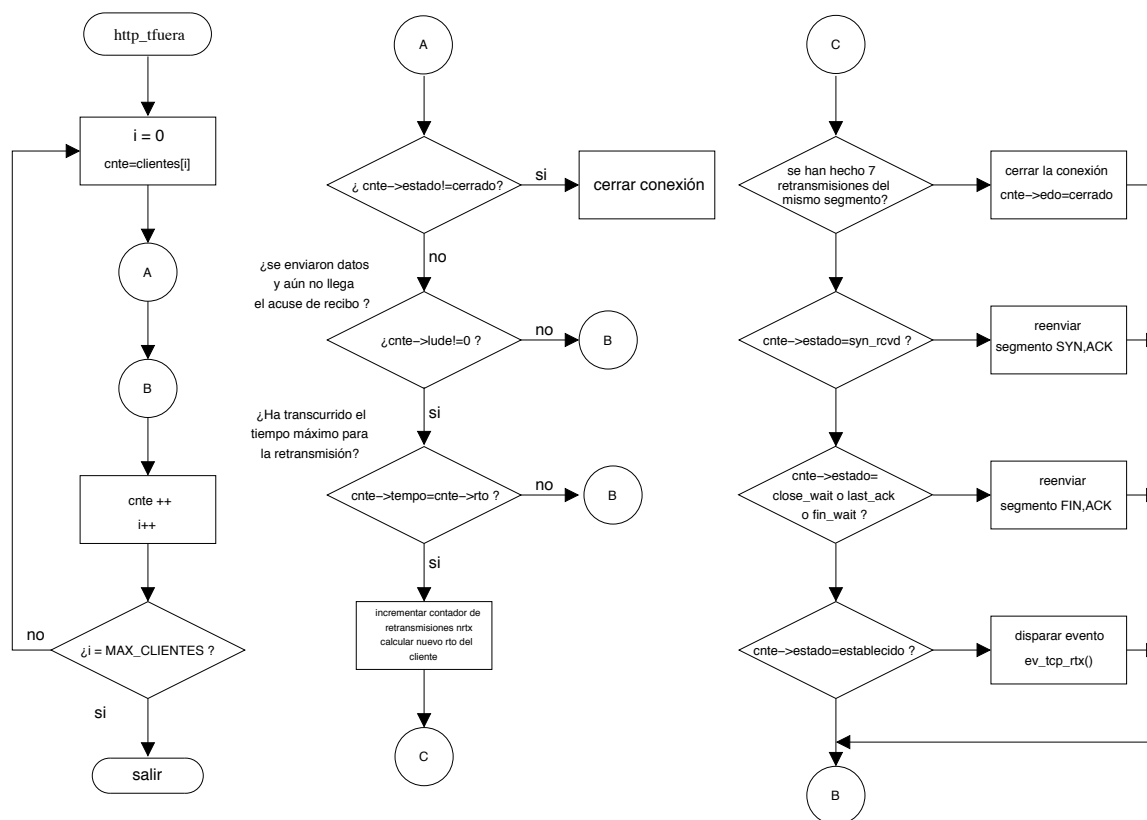 http_tfuera
i = 0
cnte=clientes[i]
A
B
cnte ++
i++
¿i = MAX_CLIENTES ?
no
si
salir
A
¿ cnte->estado!=cerrado?
si
cerrar conexión
no
¿se enviaron datos
y aún no llega
el acuse de recibo ?
¿cnte->lude!=0 ?
no
B
si
¿Ha transcurrido el
tiempo máximo para
la retransmisión?
cnte->tempo=cnte->rto ?
no
B
si
incrementar contador de
retransmisiones nrtx
calcular nuevo rto del
cliente
C
C
se han hecho 7
retransmisiones del
mismo segmento?
cerrar la conexión
cnte->edo=cerrado
cnte->estado=syn_rcvd ?
reenviar
segmento SYN,ACK
cnte->estado=
close_wait o last_ack
o fin_wait ?
reenviar
segmento FIN,ACK
cnte->estado=establecido ?
disparar evento
ev_tcp_rtx()
B